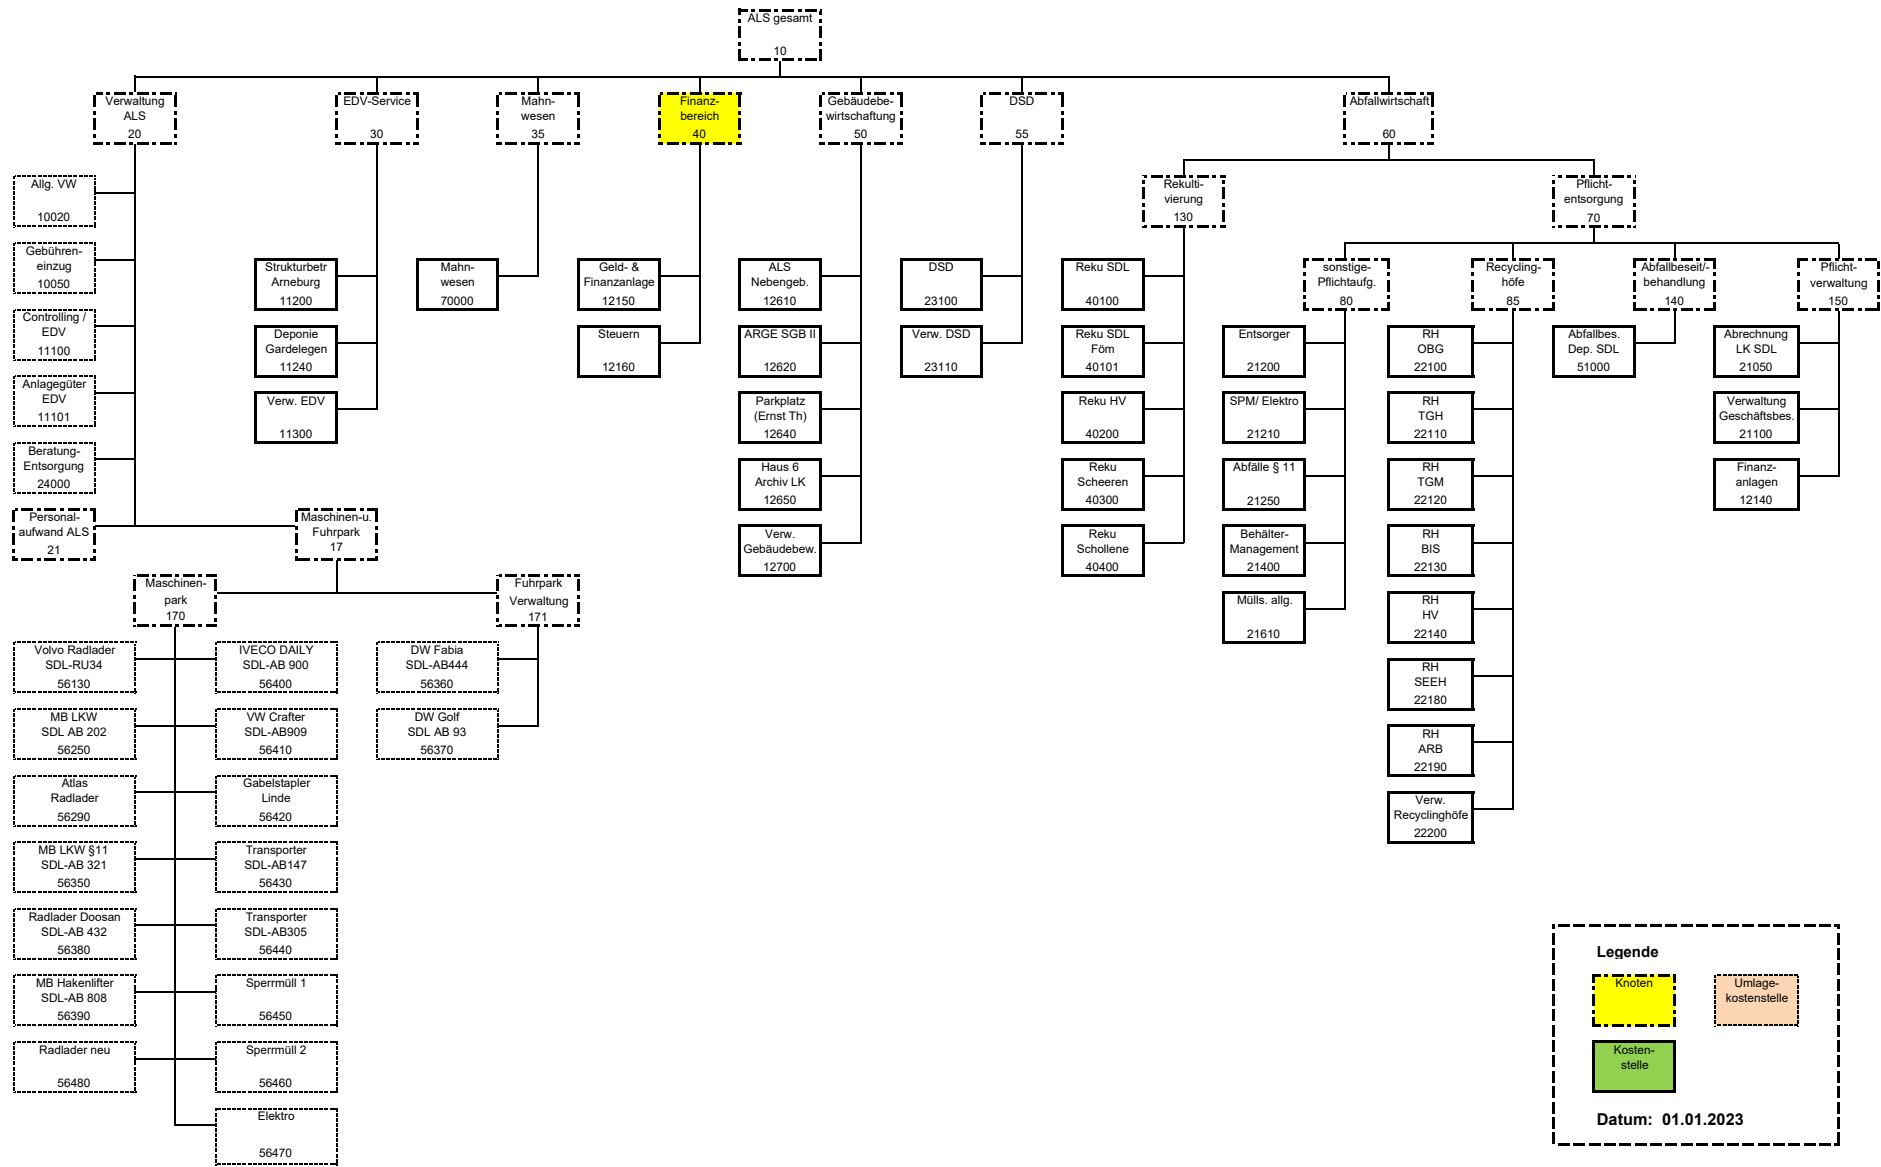 ALS gesamt
10
Verwaltung
ALS
20
EDV-Service
30
Mahn-
wesen
35
Finanz-
bereich
40
Gebäudebe-
wirtschaftung
50
DSD
55
Abfallwirtschaft
60
Rekulti-
vierung
130
Pflicht-
entsorgung
70
Allg. VW
10020
Gebühren-
einzug
10050
Controlling /
EDV
11100
Anlagegüter
EDV
11101
Beratung-
Entsorgung
24000
Personal-
aufwand ALS
21
Maschinen-u.
Fuhrpark
17
Strukturbetr
Arneburg
11200
Deponie
Gardelegen
11240
Verw. EDV
11300
Mahn-
wesen
70000
Geld- &
Finanzanlage
12150
Steuern
12160
ALS
Nebengeb.
12610
ARGE SGB II
12620
Parkplatz
(Ernst Th)
12640
Haus 6
Archiv LK
12650
Verw.
Gebäudebew.
12700
DSD
23100
Verw. DSD
23110
Reku SDL
40100
Reku SDL
Föm
40101
Reku HV
40200
Reku
Scheeren
40300
Reku
Schollene
40400
sonstige-
Pflichtaufg.
80
Recycling-
höfe
85
Abfallbeseit/-
behandlung
140
Pflicht-
verwaltung
150
Entsorger
21200
SPM/ Elektro
21210
Abfälle § 11
21250
Behälter-
Management
21400
Mülls. allg.
21610
RH
OBG
22100
RH
TGH
22110
RH
TGM
22120
RH
BIS
22130
RH
HV
22140
RH
SEEH
22180
RH
ARB
22190
Verw.
Recyclinghöfe
22200
Abfallbes.
Dep. SDL
51000
Abrechnung
LK SDL
21050
Verwaltung
Geschäftsbes.
21100
Finanz-
anlagen
12140
Maschinen-
park
170
Fuhrpark
Verwaltung
171
Volvo Radlader
SDL-RU34
56130
MB LKW
SDL AB 202
56250
Atlas
Radlader
56290
MB LKW §11
SDL-AB 321
56350
Radlader Doosan
SDL-AB 432
56380
MB Hakenlifter
SDL-AB 808
56390
Radlader neu
56480
IVECO DAILY
SDL-AB 900
56400
VW Crafter
SDL-AB909
56410
Gabelstapler
Linde
56420
Transporter
SDL-AB147
56430
Transporter
SDL-AB305
56440
Sperrmüll 1
56450
Sperrmüll 2
56460
Elektro
56470
DW Fabia
SDL-AB444
56360
DW Golf
SDL AB 93
56370
Legende
Knoten
Umlage-
kostenstelle
Kosten-
stelle
Datum: 01.01.2023